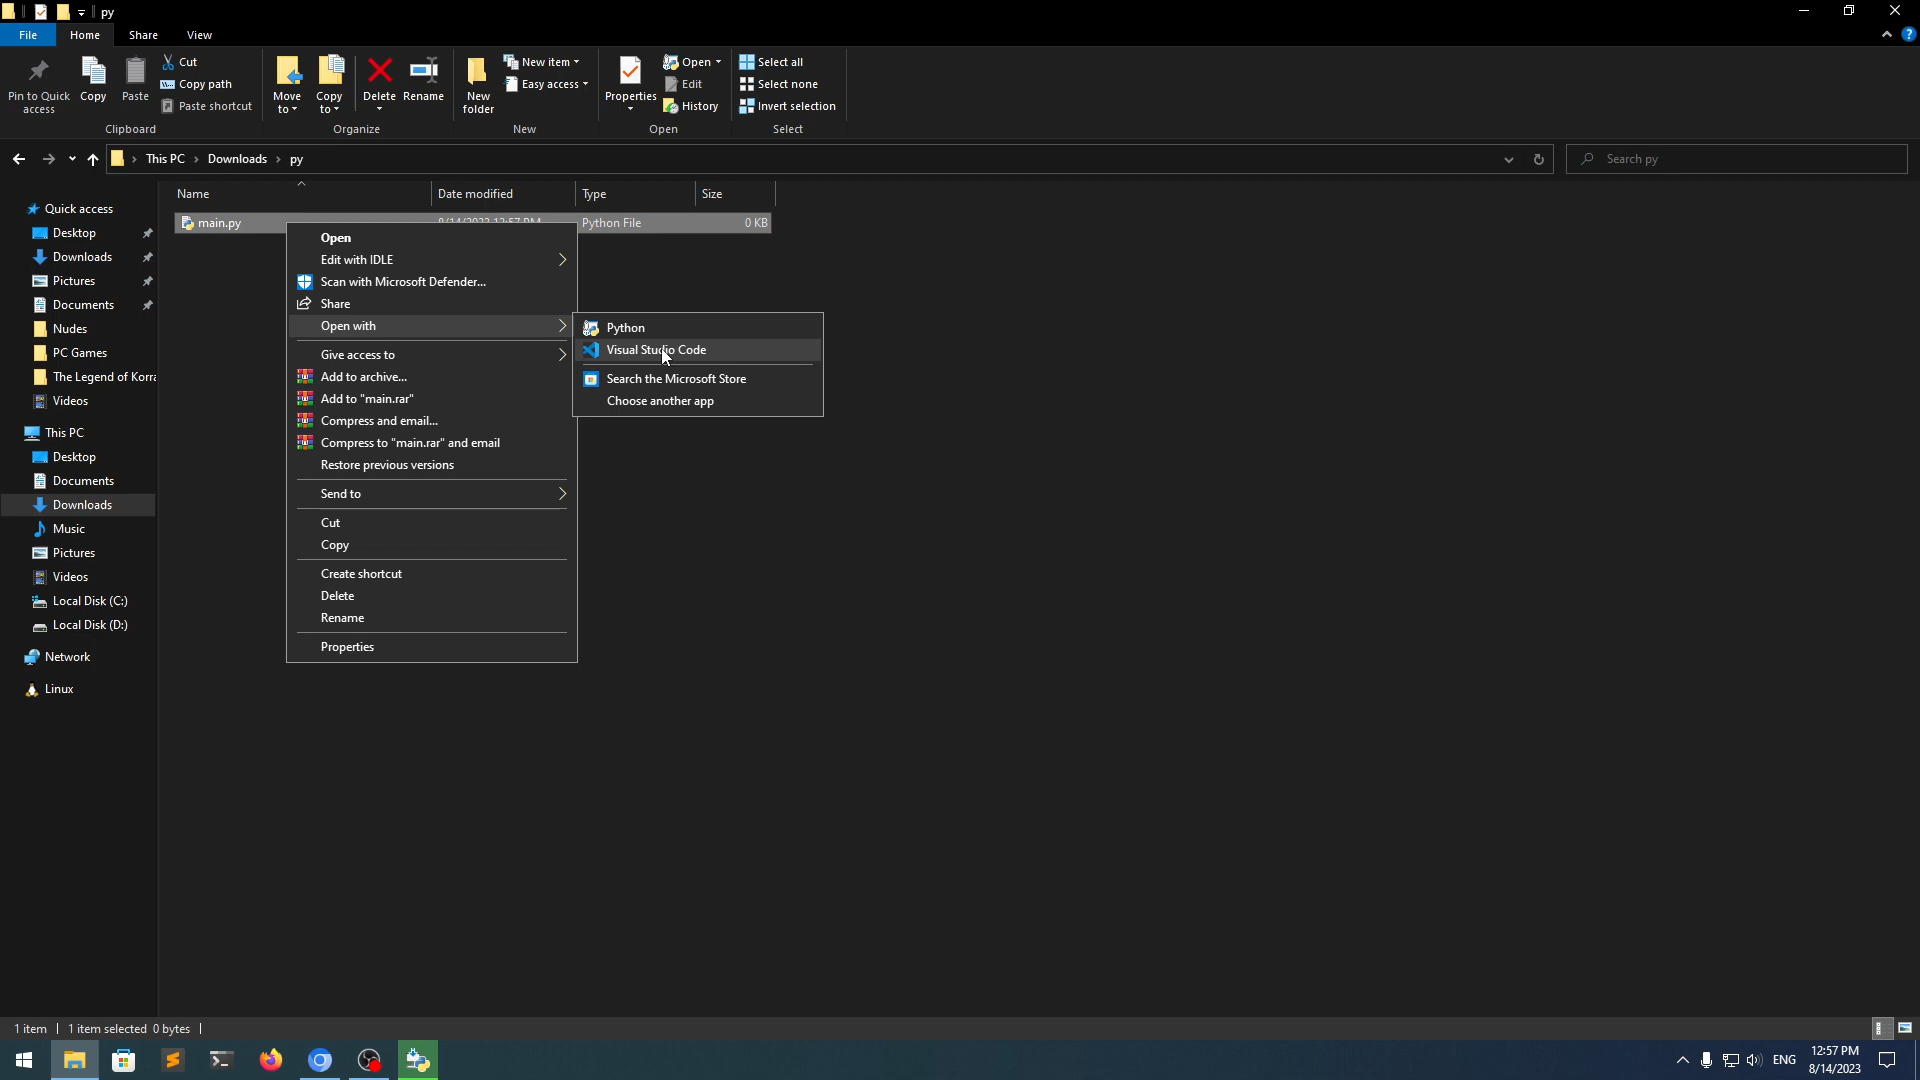 py
File Home Share View
Pin to Quick access
Copy
Paste
Cut
Copy path
Paste shortcut
Clipboard
Move to
Copy to
Delete
Rename
Organize
New folder
New item
Easy access
New
Properties
Open
Edit
History
Open
Select all
Select none
Invert selection
Select
This PC > Downloads > py
Search py
Name Date modified Type Size
main.py Python File 0 KB
Quick access
Desktop
Downloads
Pictures
Documents
Nudes
PC Games
The Legend of Korra
Videos
This PC
Desktop
Documents
Downloads
Music
Pictures
Videos
Local Disk (C:)
Local Disk (D:)
Network
Linux
Open
Edit with IDLE
Scan with Microsoft Defender...
Share
Open with
Give access to
Add to archive...
Add to "main.rar"
Compress and email...
Compress to "main.rar" and email
Restore previous versions
Send to
Cut
Copy
Create shortcut
Delete
Rename
Properties
Python
Visual Studio Code
Search the Microsoft Store
Choose another app
1 item 1 item selected 0 bytes
ENG
12:57 PM
8/14/2023